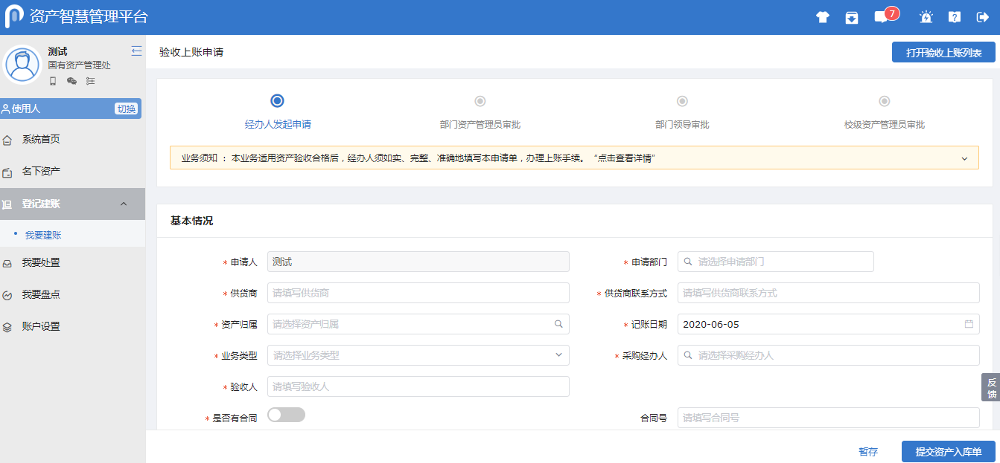 资产智慧管理平台
7
测试
国有资产管理处
使用人
切换
系统首页
名下资产
登记建账
我要建账
我要处置
我要盘点
账户设置
验收上账申请
打开验收上账列表
经办人发起申请
部门资产管理员审批
部门领导审批
校级资产管理员审批
业务须知 ： 本业务适用资产验收合格后，经办人须如实、完整、准确地填写本申请单，办理上账手续。“点击查看详情”
基本情况
* 申请人 测试
* 申请部门 请选择申请部门
* 供货商 请填写供货商
* 供货商联系方式 请填写供货商联系方式
* 资产归属 请选择资产归属
* 记账日期 2020-06-05
* 业务类型 请选择业务类型
* 采购经办人 请选择采购经办人
* 验收人 请填写验收人
* 是否有合同
合同号 请填写合同号
反馈
暂存
提交资产入库单